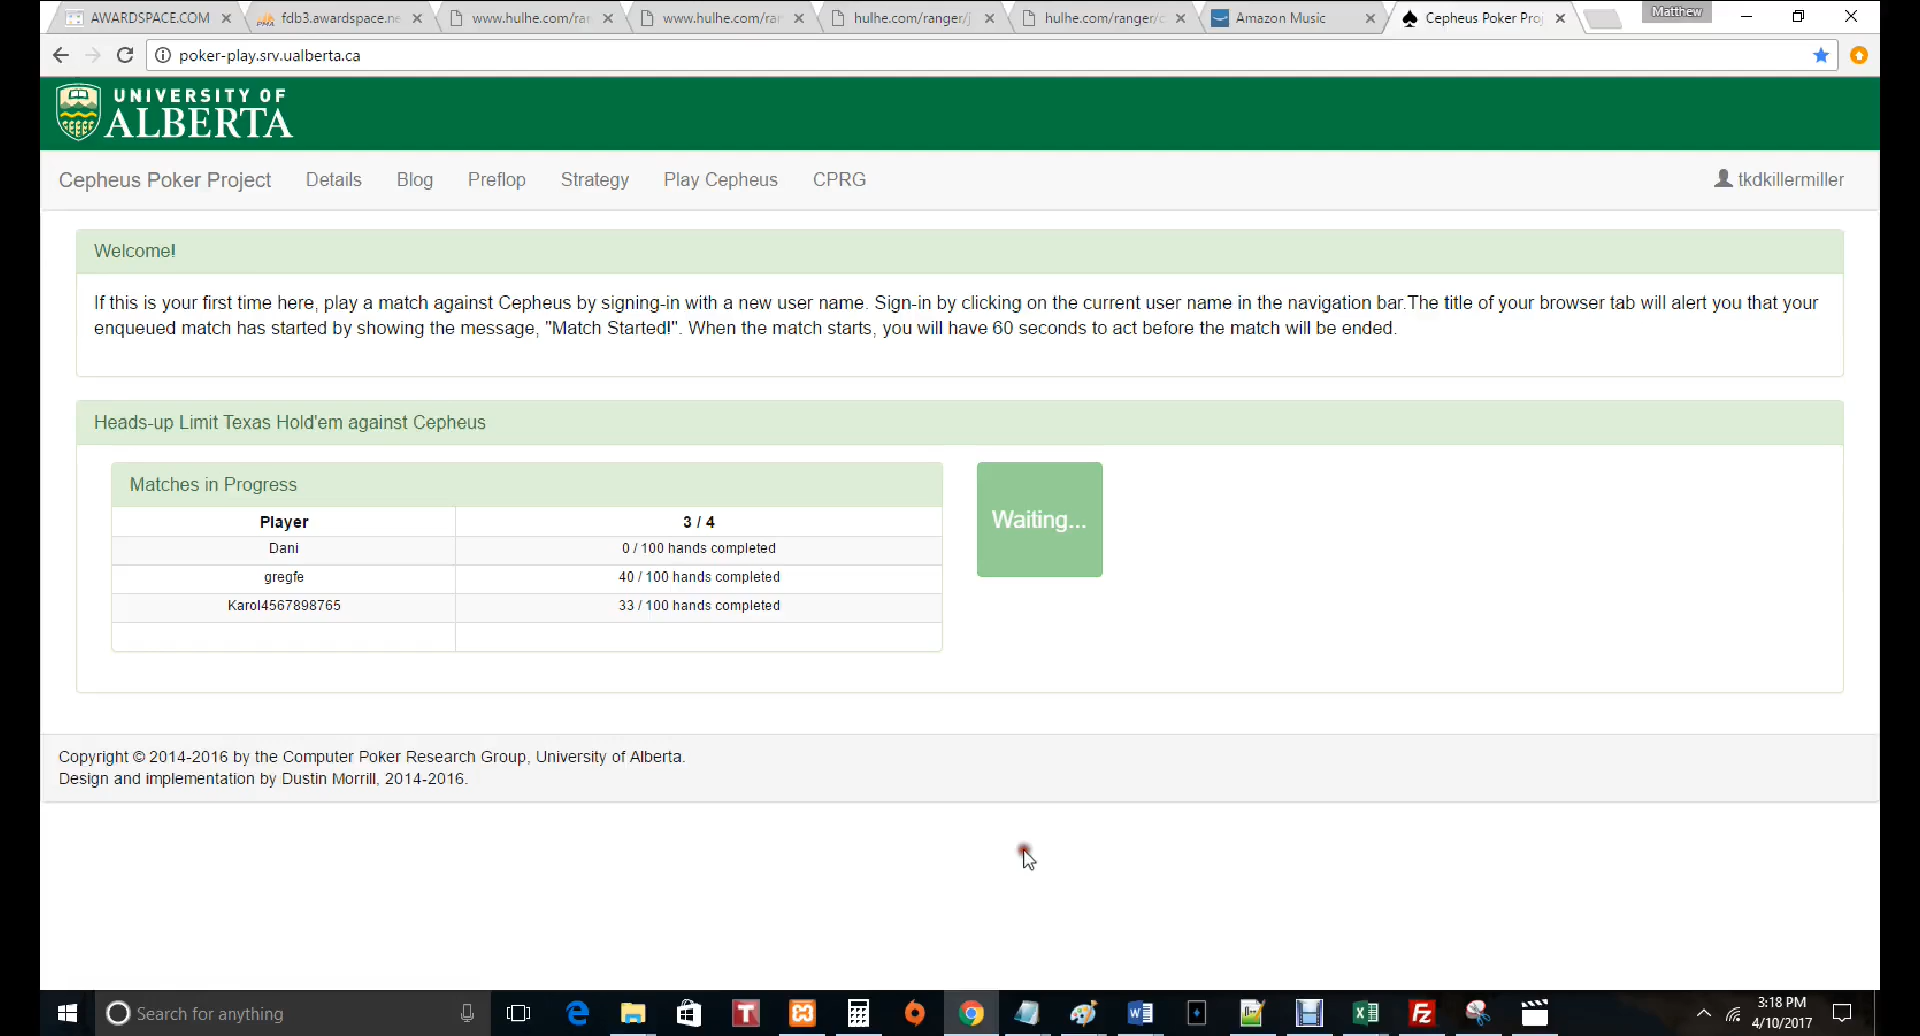 AWARDSPACE.COM
fdb3.awardspace.ne
www.hulhe.com/rar
www.hulhe.com/rar
hulhe.com/ranger/j
hulhe.com/ranger/c
Amazon Music
Cepheus Poker Pro
Matthew
poker-play.srv.ualberta.ca
UNIVERSITY OF
ALBERTA
Cepheus Poker Project Details Blog Preflop Strategy Play Cepheus CPRG tkdkillermiller
Welcome!
If this is your first time here, play a match against Cepheus by signing-in with a new user name. Sign-in by clicking on the current user name in the navigation bar.The title of your browser tab will alert you that your
enqueued match has started by showing the message, "Match Started!". When the match starts, you will have 60 seconds to act before the match will be ended.
Heads-up Limit Texas Hold'em against Cepheus
Matches in Progress
Player 3 / 4
Dani 0 / 100 hands completed
gregfe 40 / 100 hands completed
Karol4567898765 33 / 100 hands completed
Waiting...
Copyright © 2014-2016 by the Computer Poker Research Group, University of Alberta.
Design and implementation by Dustin Morrill, 2014-2016.
Search for anything
3:18 PM
4/10/2017